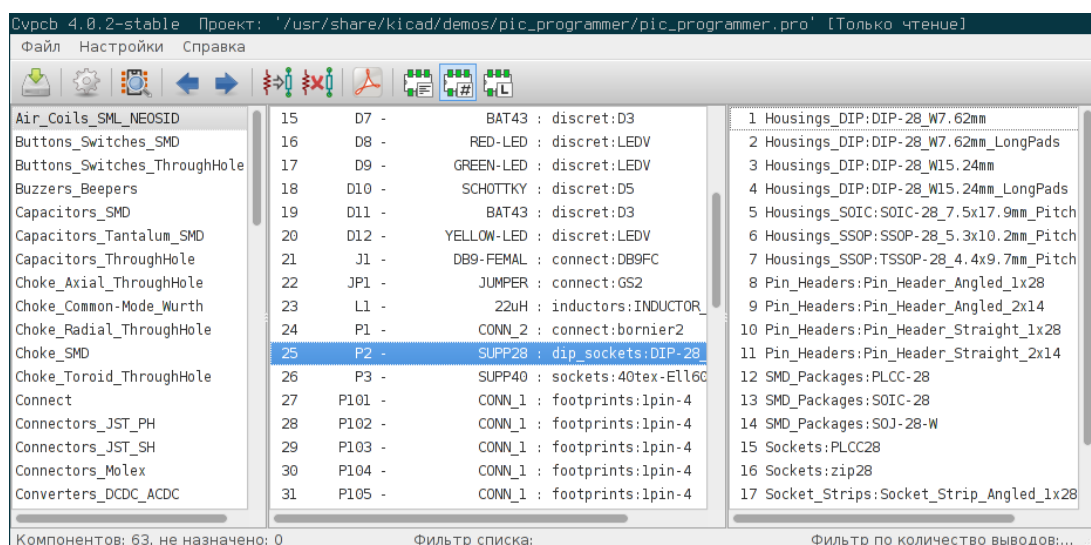 Cvpcb 4.0.2-stable Проект: '/usr/share/kicad/demos/pic_programmer/pic_programmer.pro' [Только чтение]
Файл Настройки Справка
Air_Coils_SML_NEOSID
Buttons_Switches_SMD
Buttons_Switches_ThroughHole
Buzzers_Beepers
Capacitors_SMD
Capacitors_Tantalum_SMD
Capacitors_ThroughHole
Choke_Axial_ThroughHole
Choke_Common-Mode_Wurth
Choke_Radial_ThroughHole
Choke_SMD
Choke_Toroid_ThroughHole
Connect
Connectors_JST_PH
Connectors_JST_SH
Connectors_Molex
Converters_DCDC_ACDC
15 D7 - BAT43 : discret:D3
16 D8 - RED-LED : discret:LEDV
17 D9 - GREEN-LED : discret:LEDV
18 D10 - SCHOTTKY : discret:D5
19 D11 - BAT43 : discret:D3
20 D12 - YELLOW-LED : discret:LEDV
21 J1 - DB9-FEMAL : connect:DB9FC
22 JP1 - JUMPER : connect:GS2
23 L1 - 22uH : inductors:INDUCTOR_
24 P1 - CONN_2 : connect:bornier2
25 P2 - SUPP28 : dip_sockets:DIP-28_
26 P3 - SUPP40 : sockets:40tex-Ell60
27 P101 - CONN_1 : footprints:1pin-4
28 P102 - CONN_1 : footprints:1pin-4
29 P103 - CONN_1 : footprints:1pin-4
30 P104 - CONN_1 : footprints:1pin-4
31 P105 - CONN_1 : footprints:1pin-4
1 Housings_DIP:DIP-28_W7.62mm
2 Housings_DIP:DIP-28_W7.62mm_LongPads
3 Housings_DIP:DIP-28_W15.24mm
4 Housings_DIP:DIP-28_W15.24mm_LongPads
5 Housings_SOIC:SOIC-28_7.5x17.9mm_Pitch
6 Housings_SSOP:SSOP-28_5.3x10.2mm_Pitch
7 Housings_SSOP:TSSOP-28_4.4x9.7mm_Pitch
8 Pin_Headers:Pin_Header_Angled_1x28
9 Pin_Headers:Pin_Header_Angled_2x14
10 Pin_Headers:Pin_Header_Straight_1x28
11 Pin_Headers:Pin_Header_Straight_2x14
12 SMD_Packages:PLCC-28
13 SMD_Packages:SOIC-28
14 SMD_Packages:SOJ-28-W
15 Sockets:PLCC28
16 Sockets:zip28
17 Socket_Strips:Socket_Strip_Angled_1x28
Компонентов: 63, не назначено: 0 Фильтр списка: Фильтр по количество выводов:...